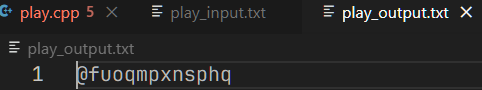 play.cpp 5 play_input.txt play_output.txt ×
play_output.txt
1 @fuoqmpxnsphq